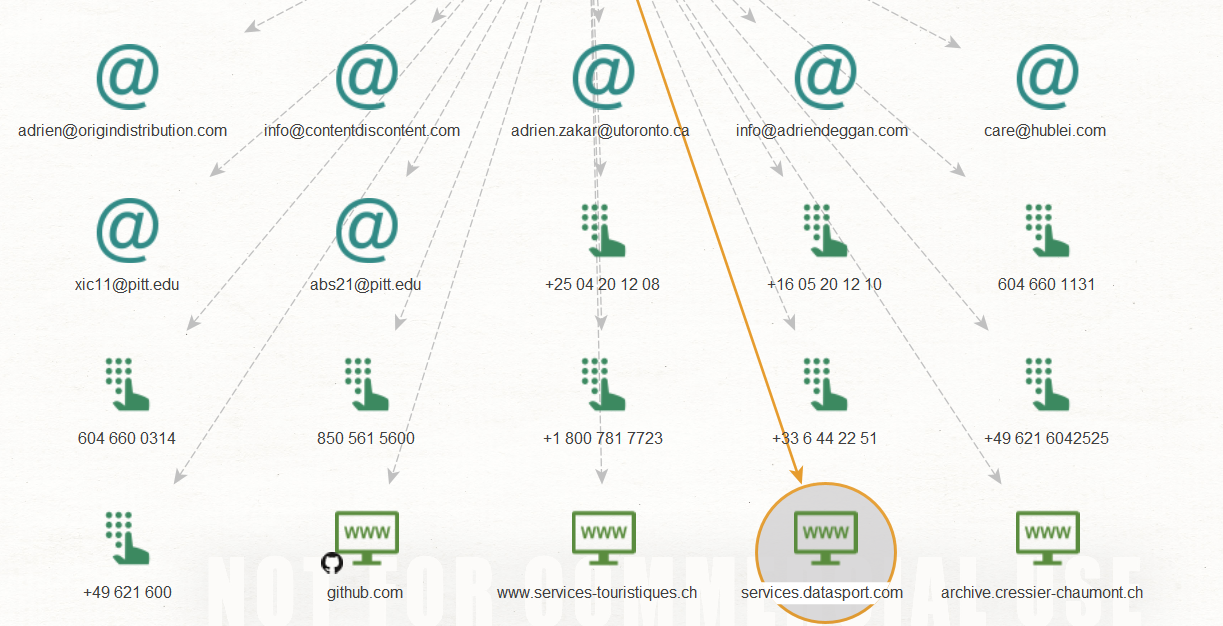 adrien@origindistribution.com info@contentdiscontent.com adrien.zakar@utoronto.ca info@adriendeggan.com care@hublei.com
xic11@pitt.edu abs21@pitt.edu +25 04 20 12 08 +16 05 20 12 10 604 660 1131
604 660 0314 850 561 5600 +1 800 781 7723 +33 6 44 22 51 +49 621 6042525
WWW WWW WWW WWW
+49 621 600 github.com www.services-touristiques.ch services.datasport.com archive.cressier-chaumont.ch
NOT FOR COMMERCIAL USE